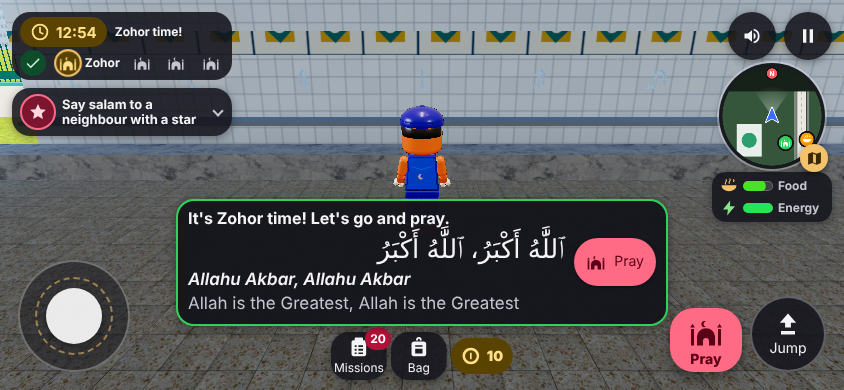 12:54
Zohor time!
Zohor
Say salam to a
neighbour with a star
N
Food
Energy
It's Zohor time! Let's go and pray.
ٱللَّهُ أَكْبَرُ، ٱللَّهُ أَكْبَرُ
Allahu Akbar, Allahu Akbar
Allah is the Greatest, Allah is the Greatest
Pray
20
Missions
Bag
10
Pray
Jump